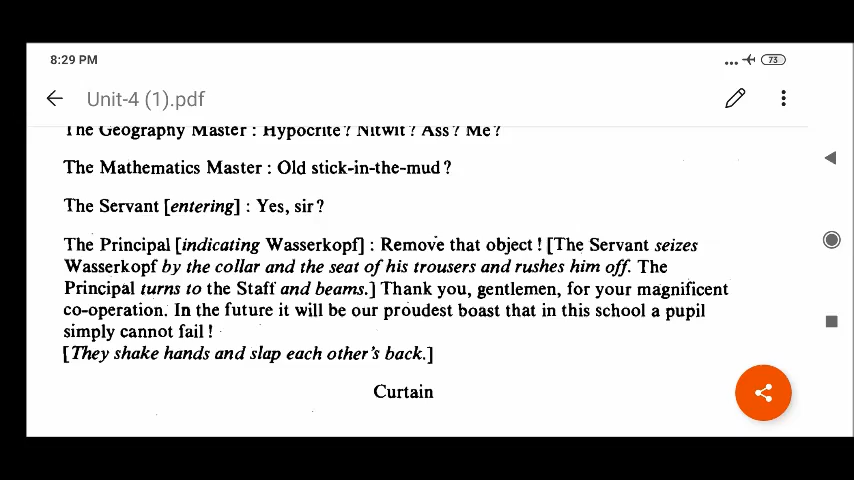 8:29 PM
73
Unit-4 (1).pdf
The Geography Master : Hypocrite? Nitwit? Ass? Me?
The Mathematics Master : Old stick-in-the-mud?
The Servant [entering] : Yes, sir?
The Principal [indicating Wasserkopf] : Remove that object! [The Servant seizes
Wasserkopf by the collar and the seat of his trousers and rushes him off. The
Principal turns to the Staff and beams.] Thank you, gentlemen, for your magnificent
co-operation. In the future it will be our proudest boast that in this school a pupil
simply cannot fail!
[They shake hands and slap each other's back.]
Curtain